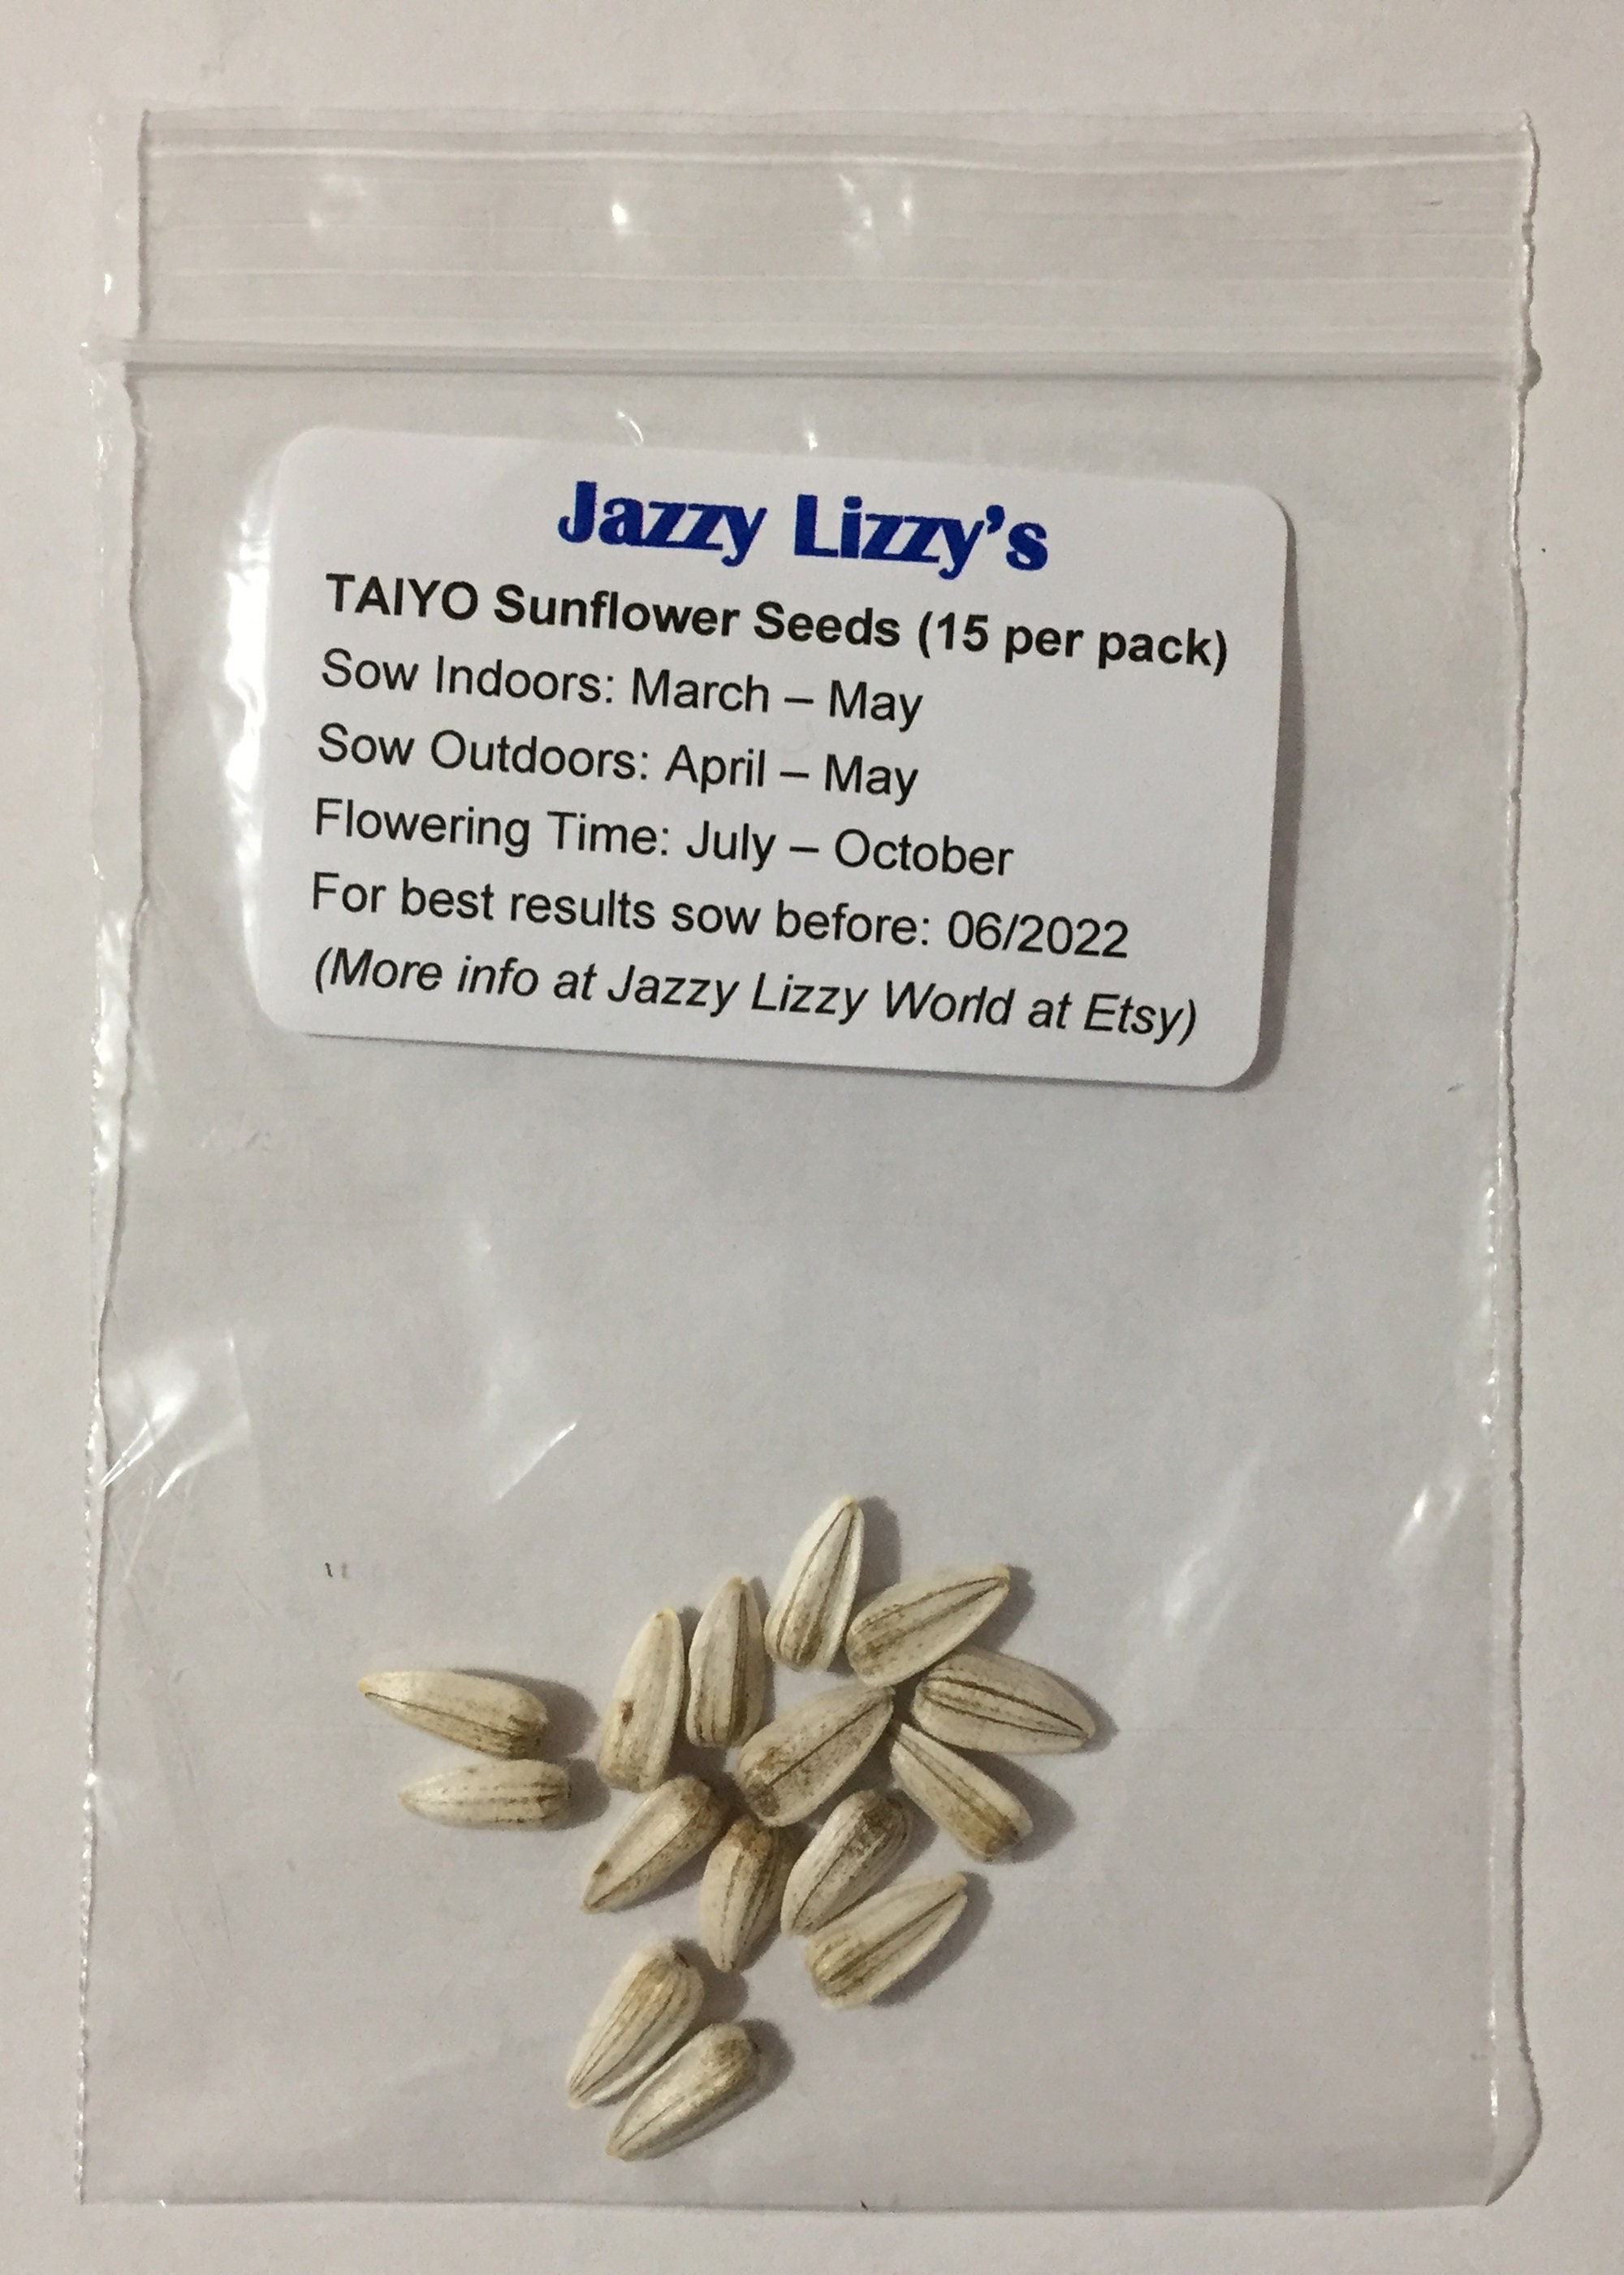 Jazzy Lizzy’s
TAIYO Sunflower Seeds (15 per pack)
Sow Indoors: March – May
Sow Outdoors: April – May
Flowering Time: July – October
For best results sow before: 06/2022
(More info at Jazzy Lizzy World at Etsy)